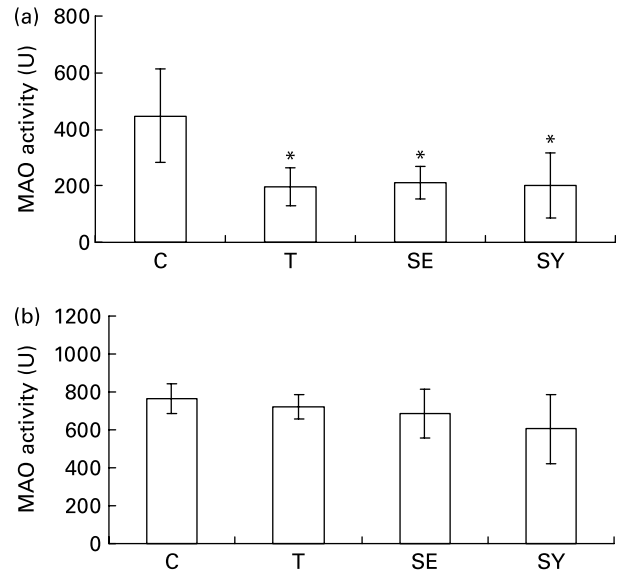 (a)
MAO activity (U)
800
600
400
200
0
* * *
C T SE SY
(b)
MAO activity (U)
1200
1000
800
600
400
200
0
C T SE SY